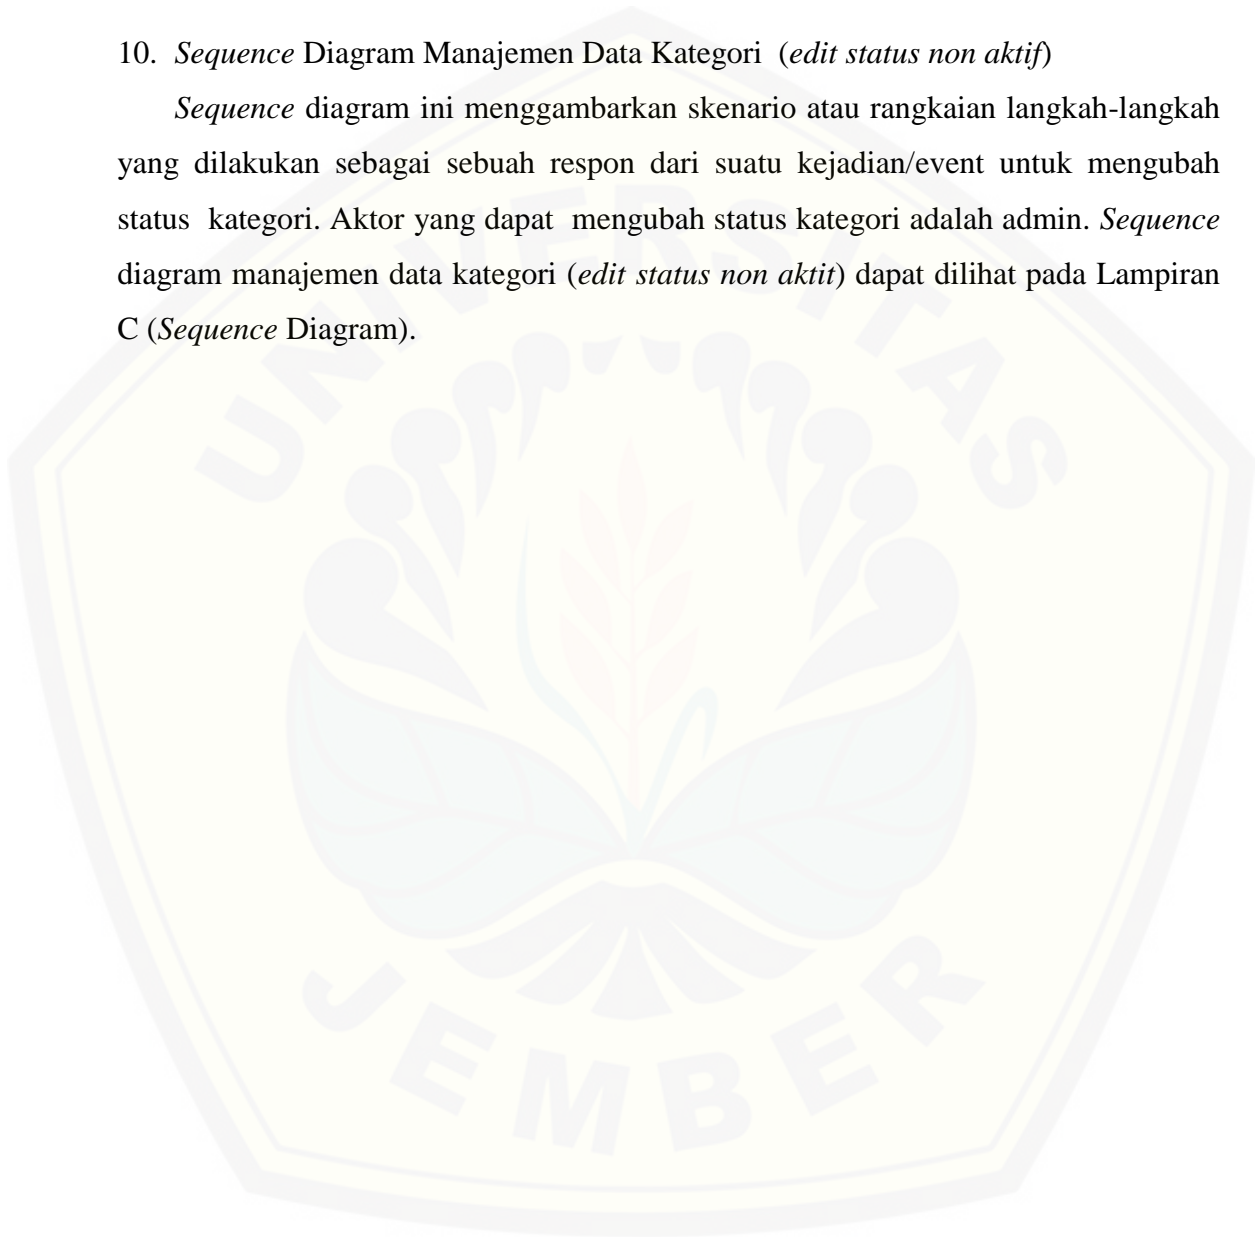 10. Sequence Diagram Manajemen Data Kategori (edit status non aktif)
Sequence diagram ini menggambarkan skenario atau rangkaian langkah-langkah
yang dilakukan sebagai sebuah respon dari suatu kejadian/event untuk mengubah
status kategori. Aktor yang dapat mengubah status kategori adalah admin. Sequence
diagram manajemen data kategori (edit status non aktit) dapat dilihat pada Lampiran
C (Sequence Diagram).
UNIVERSITAS
JEMBER